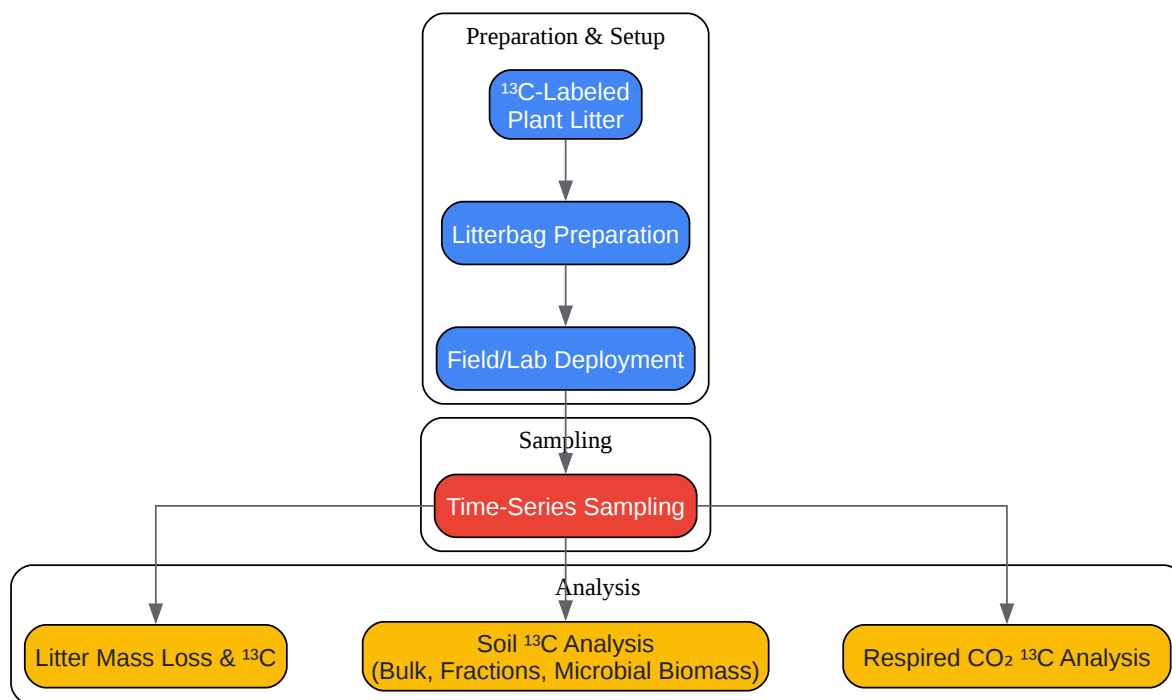 Preparation & Setup
¹³C-Labeled
Plant Litter
Litterbag Preparation
Field/Lab Deployment
Sampling
Time-Series Sampling
Analysis
Litter Mass Loss & ¹³C
Soil ¹³C Analysis
(Bulk, Fractions, Microbial Biomass)
Respired CO₂ ¹³C Analysis